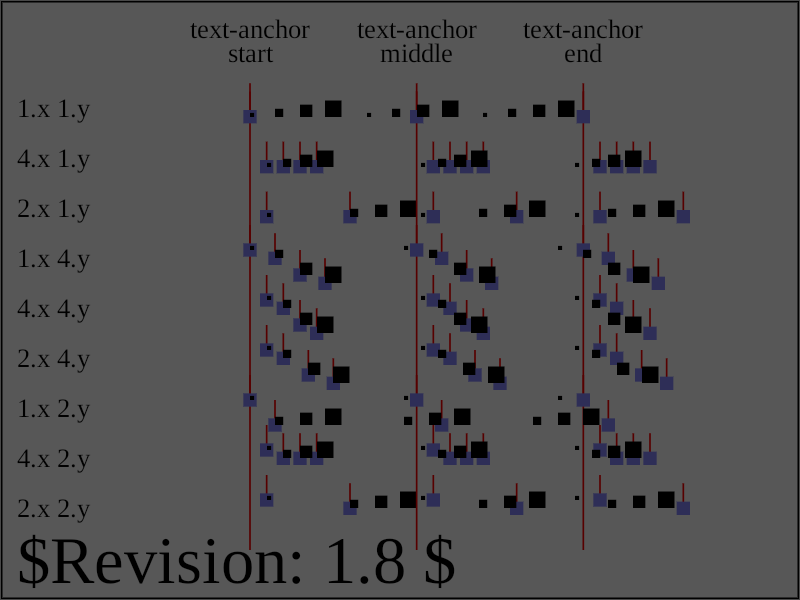 text-anchor text-anchor text-anchor
start middle end
1.x 1.y
4.x 1.y
2.x 1.y
1.x 4.y
4.x 4.y
2.x 4.y
1.x 2.y
4.x 2.y
2.x 2.y
$Revision: 1.8 $